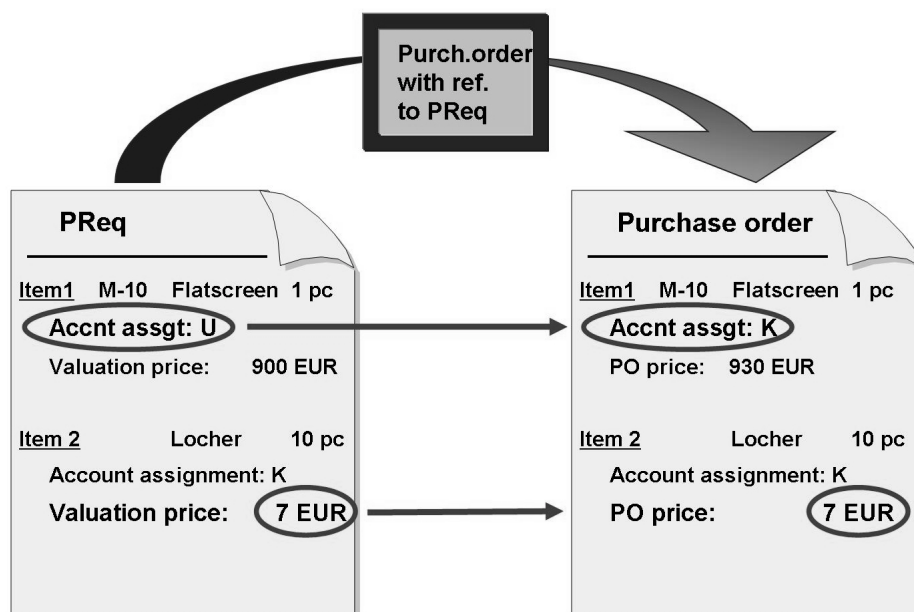 Purch.order
with ref.
to PReq
PReq
Item1 M-10 Flatscreen 1 pc
Accnt assgt: U
Valuation price: 900 EUR
Item 2 Locher 10 pc
Account assignment: K
Valuation price: 7 EUR
Purchase order
Item1 M-10 Flatscreen 1 pc
Accnt assgt: K
PO price: 930 EUR
Item 2 Locher 10 pc
Account assignment: K
PO price: 7 EUR